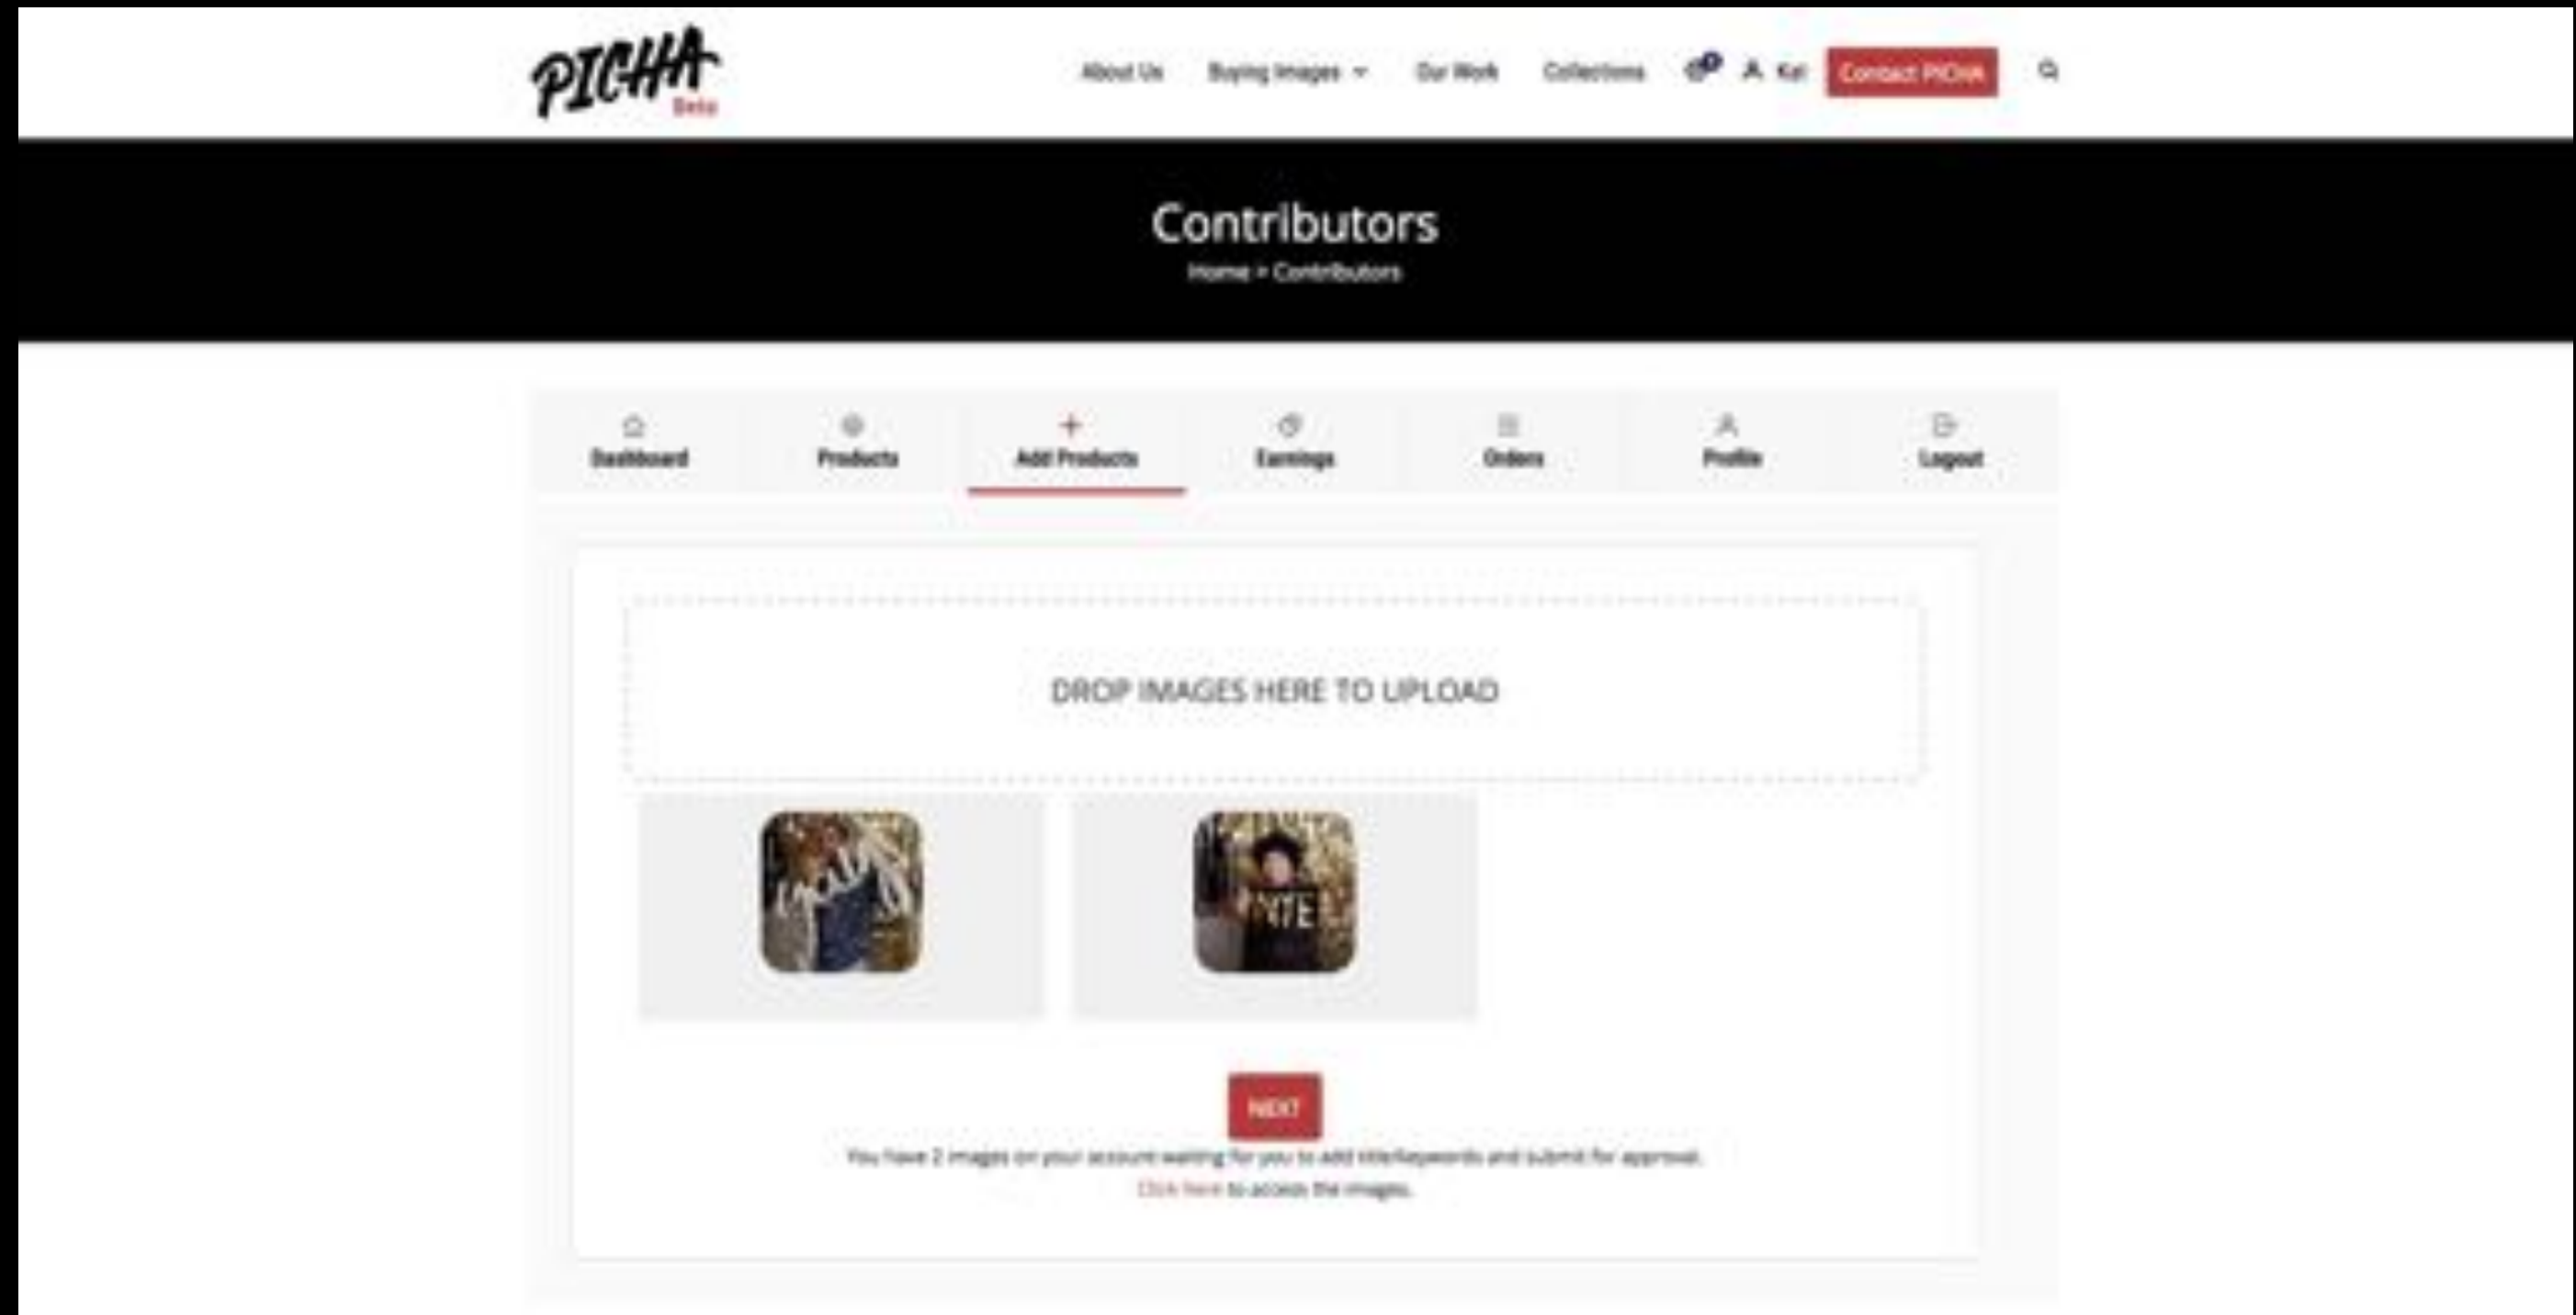 PICHA
Beta
About Us
Buying Images
Our Work
Collections
Contact PICHA
Contributors
Home > Contributors
Dashboard
Products
Add Products
Earnings
Orders
Profile
Logout
DROP IMAGES HERE TO UPLOAD
NEXT
You have 2 images on your account waiting for you to add title/keywords and submit for approval.
Click here to access the images.